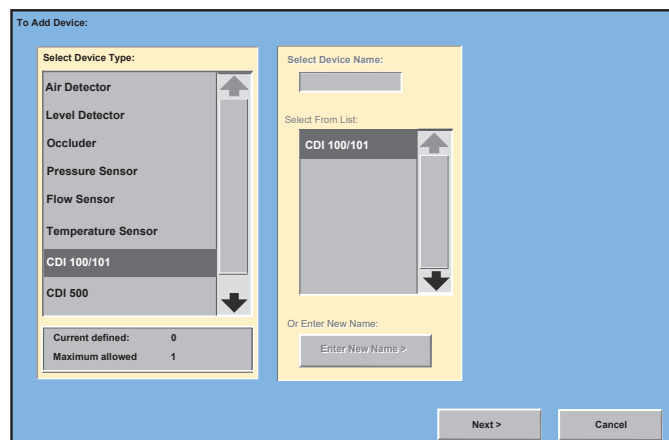 To Add Device:
Select Device Type:
Air Detector
Level Detector
Occluder
Pressure Sensor
Flow Sensor
Temperature Sensor
CDI 100/101
CDI 500
Current defined: 0
Maximum allowed 1
Select Device Name:
Select From List:
CDI 100/101
Or Enter New Name:
Enter New Name >
Next >
Cancel